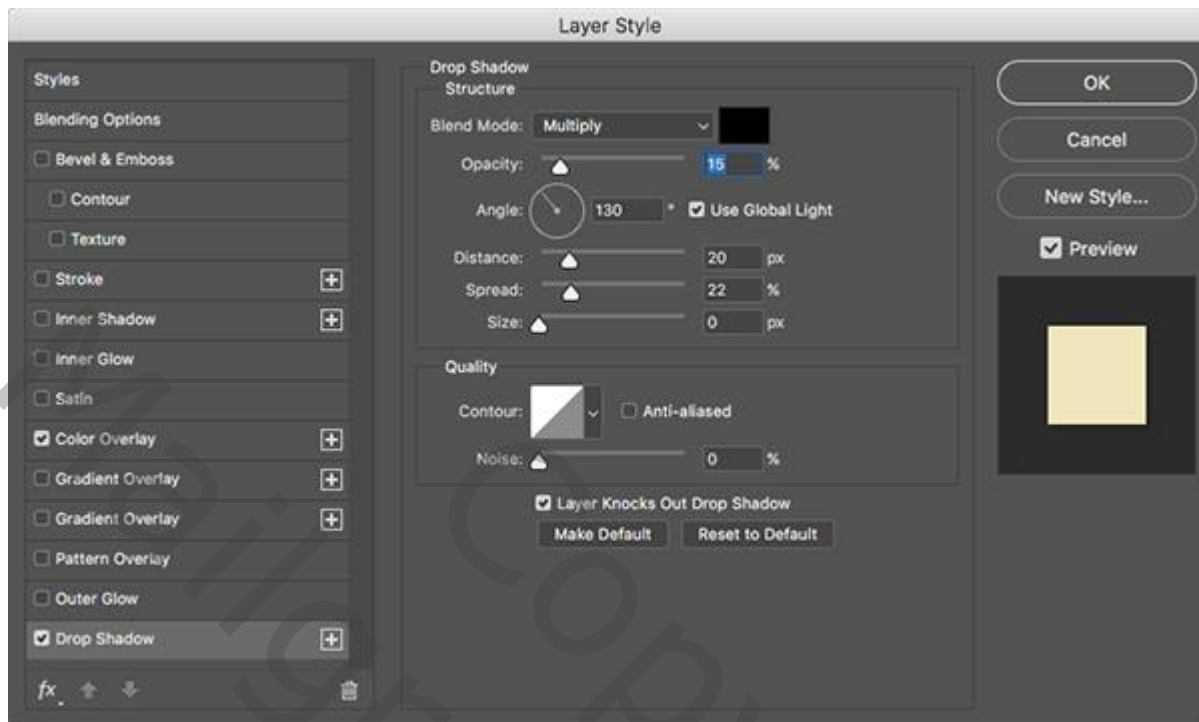 Layer Style
Styles
Blending Options
Bevel & Emboss
Contour
Texture
Stroke
Inner Shadow
Inner Glow
Satin
Color Overlay
Gradient Overlay
Gradient Overlay
Pattern Overlay
Outer Glow
Drop Shadow
fx
Drop Shadow
Structure
Blend Mode: Multiply
Opacity: 15 %
Angle: 130 ° Use Global Light
Distance: 20 px
Spread: 22 %
Size: 0 px
Quality
Contour: Anti-aliased
Noise: 0 %
Layer Knocks Out Drop Shadow
Make Default Reset to Default
OK
Cancel
New Style...
Preview